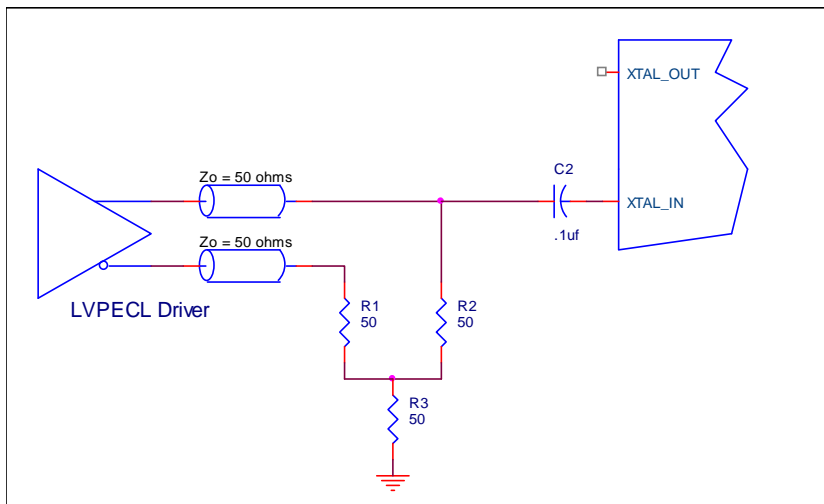 XTAL_OUT
Zo = 50 ohms
C2
XTAL_IN
.1uf
Zo = 50 ohms
LVPECL Driver
R1
50
R2
50
R3
50